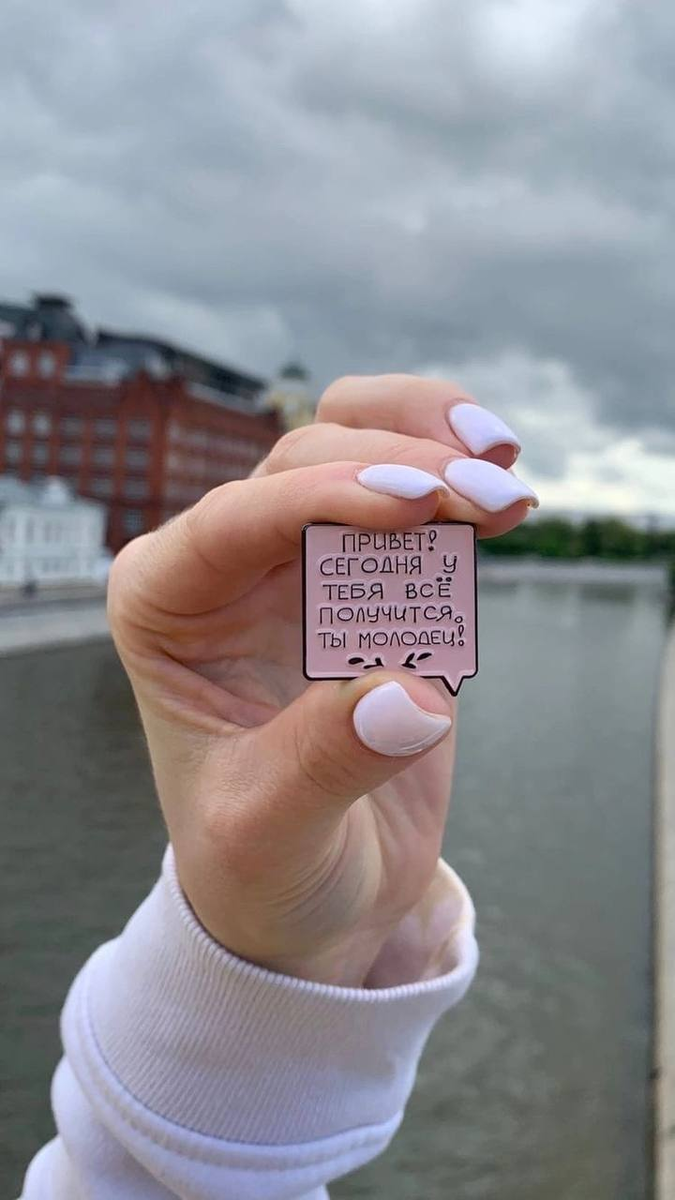 ПРИВЕТ!
СЕГОДНЯ У
ТЕБЯ ВСЁ
ПОЛУЧИТСЯ.
ТЫ МОЛОДЕЦ!